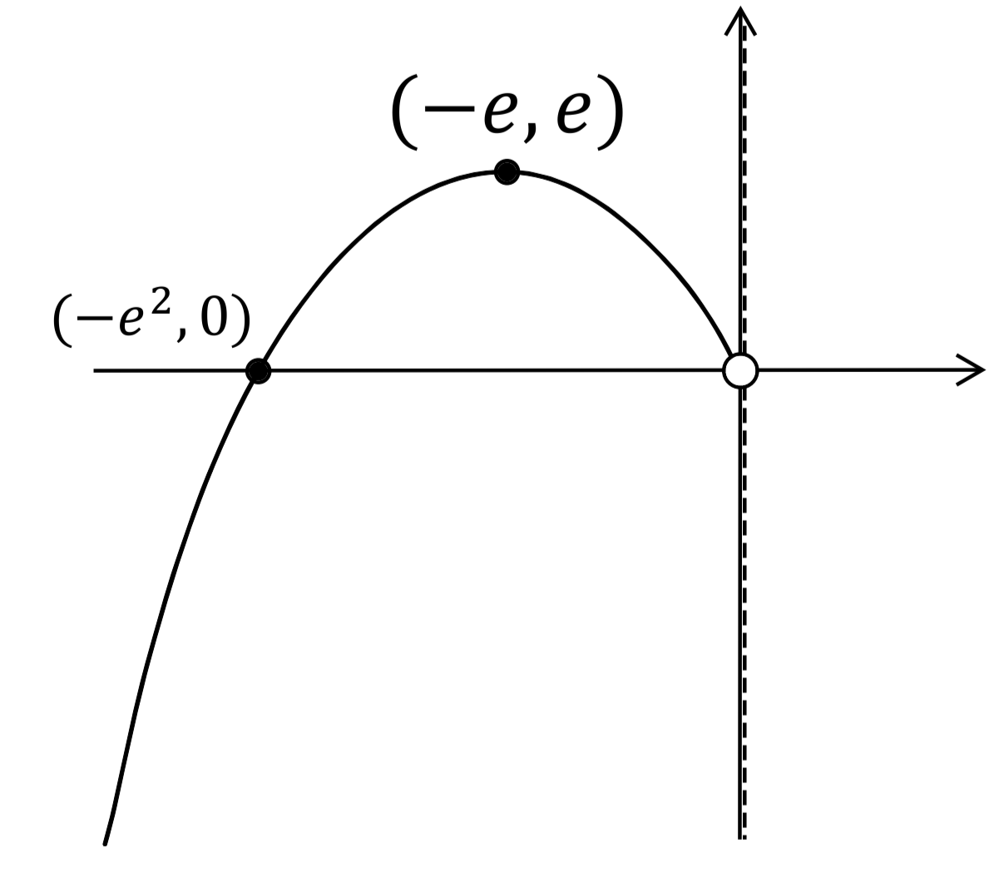 (−e, e)
(−e², 0)